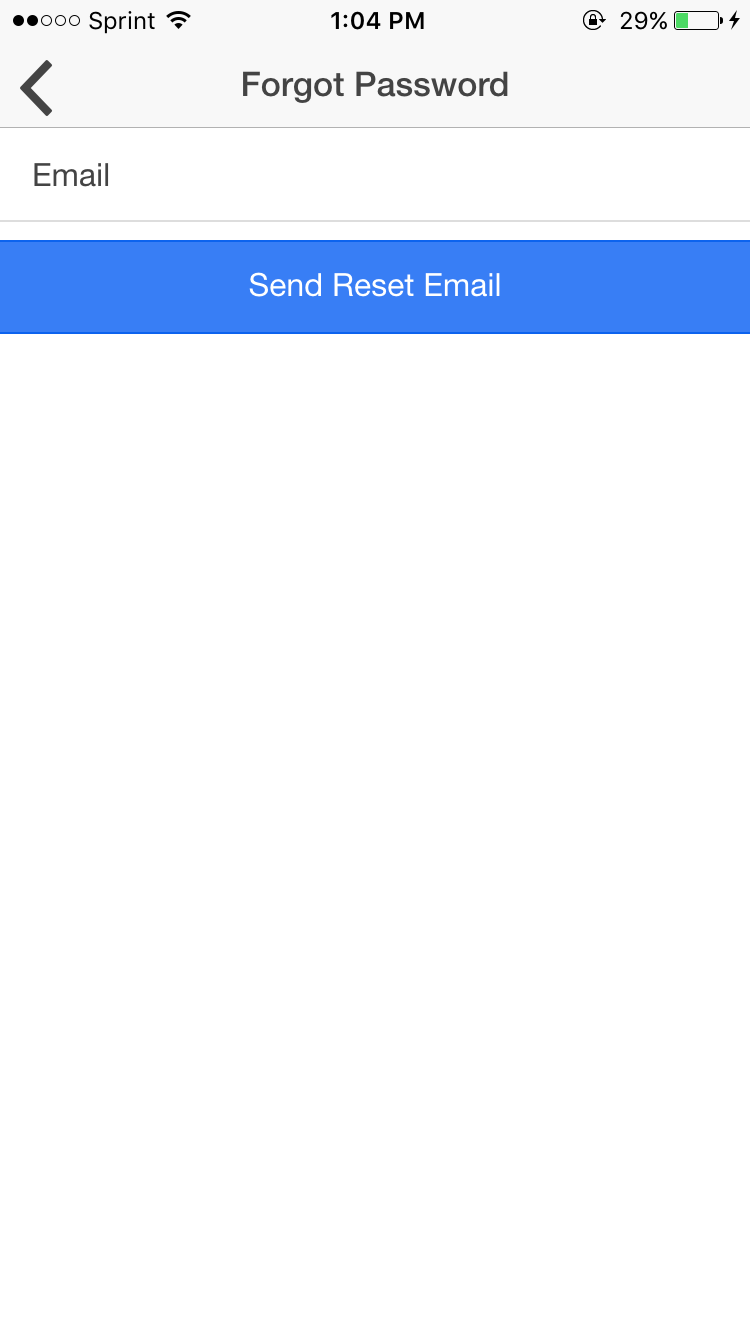 Sprint 1:04 PM 29%
Forgot Password
Email
Send Reset Email